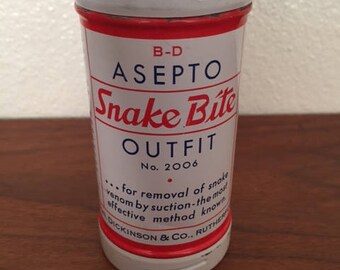 B-D
ASEPTO
Snake Bite
OUTFIT
No. 2006
...for removal of snake
venom by suction-the most
effective method known.
DICKINSON & CO., RUTHE